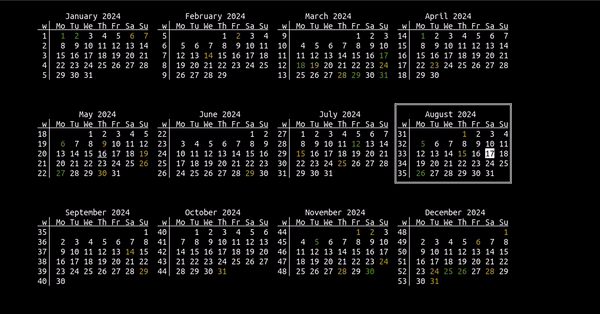 January 2024
w Mo Tu We Th Fr Sa Su
1 1 2 3 4 5 6 7
2 8 9 10 11 12 13 14
3 15 16 17 18 19 20 21
4 22 23 24 25 26 27 28
5 29 30 31
February 2024
w Mo Tu We Th Fr Sa Su
5 1 2 3 4
6 5 6 7 8 9 10 11
7 12 13 14 15 16 17 18
8 19 20 21 22 23 24 25
9 26 27 28 29
March 2024
w Mo Tu We Th Fr Sa Su
9 1 2 3
10 4 5 6 7 8 9 10
11 11 12 13 14 15 16 17
12 18 19 20 21 22 23 24
13 25 26 27 28 29 30 31
April 2024
w Mo Tu We Th Fr Sa Su
14 1 2 3 4 5 6 7
15 8 9 10 11 12 13 14
16 15 16 17 18 19 20 21
17 22 23 24 25 26 27 28
18 29 30
May 2024
w Mo Tu We Th Fr Sa Su
18 1 2 3 4 5
19 6 7 8 9 10 11 12
20 13 14 15 16 17 18 19
21 20 21 22 23 24 25 26
22 27 28 29 30 31
June 2024
w Mo Tu We Th Fr Sa Su
22 1 2
23 3 4 5 6 7 8 9
24 10 11 12 13 14 15 16
25 17 18 19 20 21 22 23
26 24 25 26 27 28 29 30
July 2024
w Mo Tu We Th Fr Sa Su
27 1 2 3 4 5 6 7
28 8 9 10 11 12 13 14
29 15 16 17 18 19 20 21
30 22 23 24 25 26 27 28
31 29 30 31
August 2024
w Mo Tu We Th Fr Sa Su
31 1 2 3 4
32 5 6 7 8 9 10 11
33 12 13 14 15 16 17 18
34 19 20 21 22 23 24 25
35 26 27 28 29 30 31
September 2024
w Mo Tu We Th Fr Sa Su
35 1
36 2 3 4 5 6 7 8
37 9 10 11 12 13 14 15
38 16 17 18 19 20 21 22
39 23 24 25 26 27 28 29
40 30
October 2024
w Mo Tu We Th Fr Sa Su
40 1 2 3 4 5 6
41 7 8 9 10 11 12 13
42 14 15 16 17 18 19 20
43 21 22 23 24 25 26 27
44 28 29 30 31
November 2024
w Mo Tu We Th Fr Sa Su
44 1 2 3
45 4 5 6 7 8 9 10
46 11 12 13 14 15 16 17
47 18 19 20 21 22 23 24
48 25 26 27 28 29 30
December 2024
w Mo Tu We Th Fr Sa Su
48 1
49 2 3 4 5 6 7 8
50 9 10 11 12 13 14 15
51 16 17 18 19 20 21 22
52 23 24 25 26 27 28 29
53 30 31